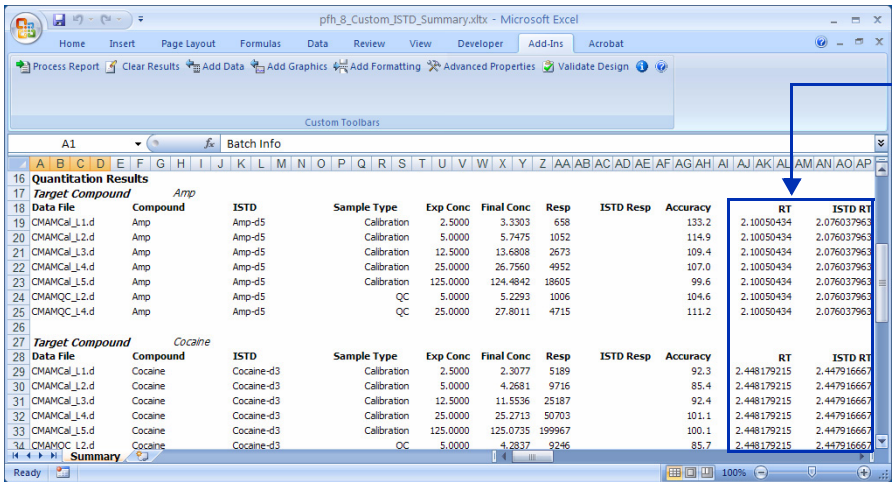 pfh_8_Custom_ISTD_Summary.xltx - Microsoft Excel
Home Insert Page Layout Formulas Data Review View Developer Add-Ins Acrobat
Process Report Clear Results Add Data Add Graphics Add Formatting Advanced Properties Validate Design
Custom Toolbars
A1 fx Batch Info
A B C D E F G H I J K L M N O P Q R S T U V W X Y Z AA AB AC AD AE AF AG AH AI AJ AK AL AM AN AO AP
16 Quantitation Results
17 Target Compound Amp
18 Data File Compound ISTD Sample Type Exp Conc Final Conc Resp ISTD Resp Accuracy RT ISTD RT
19 CMAMCal_L1.d Amp Amp-d5 Calibration 2.5000 3.3303 658 133.2 2.10050434 2.076037963
20 CMAMCal_L2.d Amp Amp-d5 Calibration 5.0000 5.7475 1052 114.9 2.10050434 2.076037963
21 CMAMCal_L3.d Amp Amp-d5 Calibration 12.5000 13.6808 2673 109.4 2.10050434 2.076037963
22 CMAMCal_L4.d Amp Amp-d5 Calibration 25.0000 26.7560 4952 107.0 2.10050434 2.076037963
23 CMAMCal_L5.d Amp Amp-d5 Calibration 125.0000 124.4842 18605 99.6 2.10050434 2.076037963
24 CMAMQC_L2.d Amp Amp-d5 QC 5.0000 5.2293 1006 104.6 2.10050434 2.076037963
25 CMAMQC_L4.d Amp Amp-d5 QC 25.0000 27.8011 4715 111.2 2.10050434 2.076037963
26
27 Target Compound Cocaine
28 Data File Compound ISTD Sample Type Exp Conc Final Conc Resp ISTD Resp Accuracy RT ISTD RT
29 CMAMCal_L1.d Cocaine Cocaine-d3 Calibration 2.5000 2.3077 5189 92.3 2.448179215 2.447916667
30 CMAMCal_L2.d Cocaine Cocaine-d3 Calibration 5.0000 4.2681 9716 85.4 2.448179215 2.447916667
31 CMAMCal_L3.d Cocaine Cocaine-d3 Calibration 12.5000 11.5536 25187 92.4 2.448179215 2.447916667
32 CMAMCal_L4.d Cocaine Cocaine-d3 Calibration 25.0000 25.2713 50703 101.1 2.448179215 2.447916667
33 CMAMCal_L5.d Cocaine Cocaine-d3 Calibration 125.0000 125.0735 199967 100.1 2.448179215 2.447916667
34 CMAMQC_L2.d Cocaine Cocaine-d3 QC 5.0000 4.2837 9246 85.7 2.448179215 2.447916667
Summary
Ready 100%